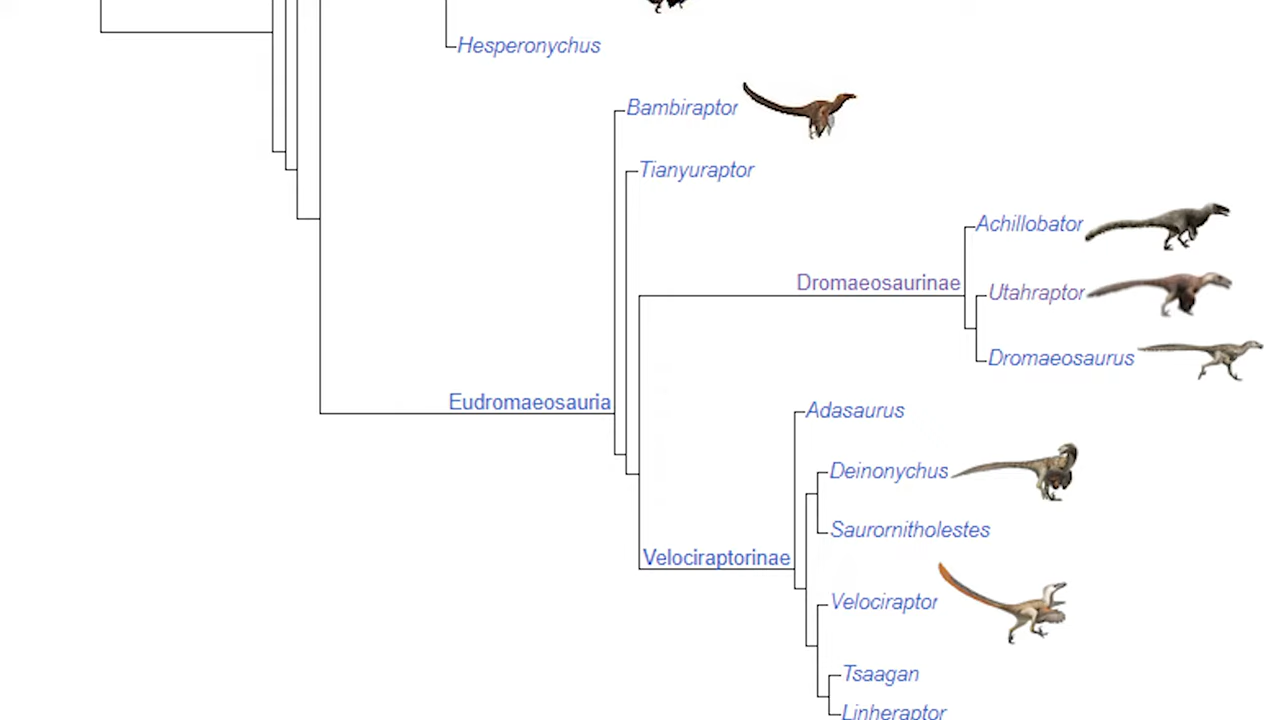 Hesperonychus
Bambiraptor
Tianyuraptor
Achillobator
Dromaeosaurinae
Utahraptor
Dromaeosaurus
Eudromaeosauria
Adasaurus
Deinonychus
Saurornitholestes
Velociraptorinae
Velociraptor
Tsaagan
Linheraptor